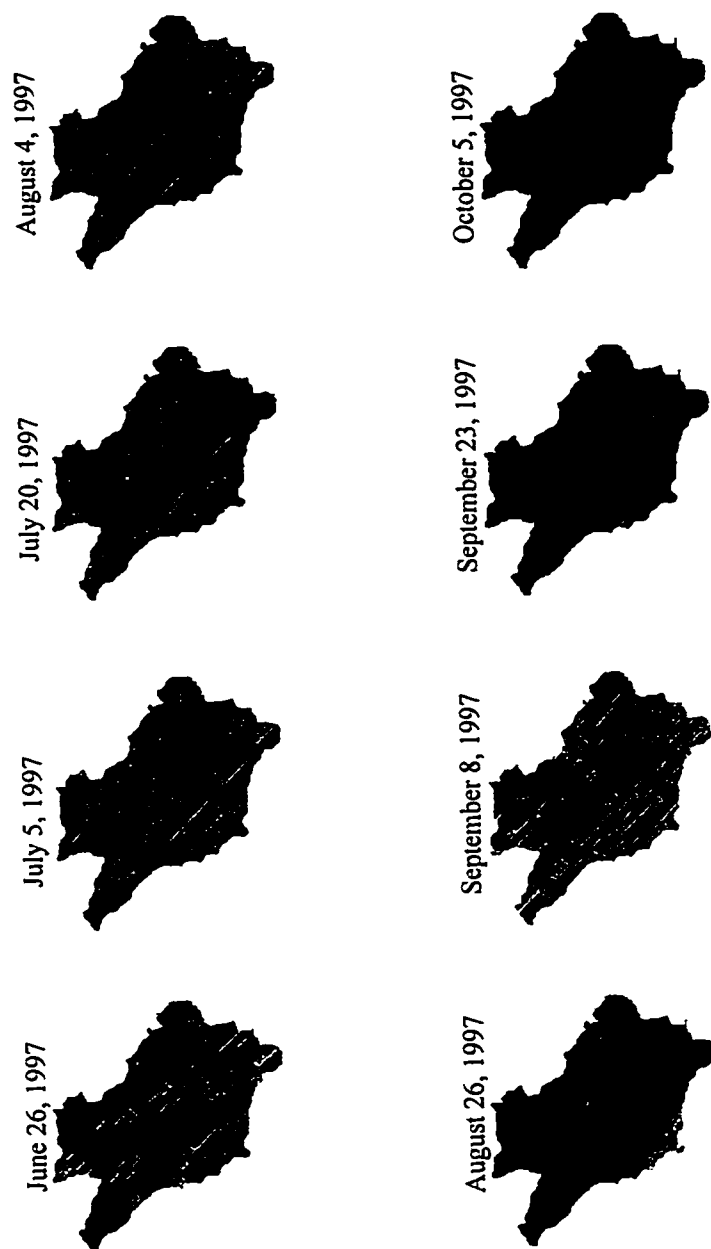 June 26, 1997
July 5, 1997
July 20, 1997
August 4, 1997
August 26, 1997
September 8, 1997
September 23, 1997
October 5, 1997